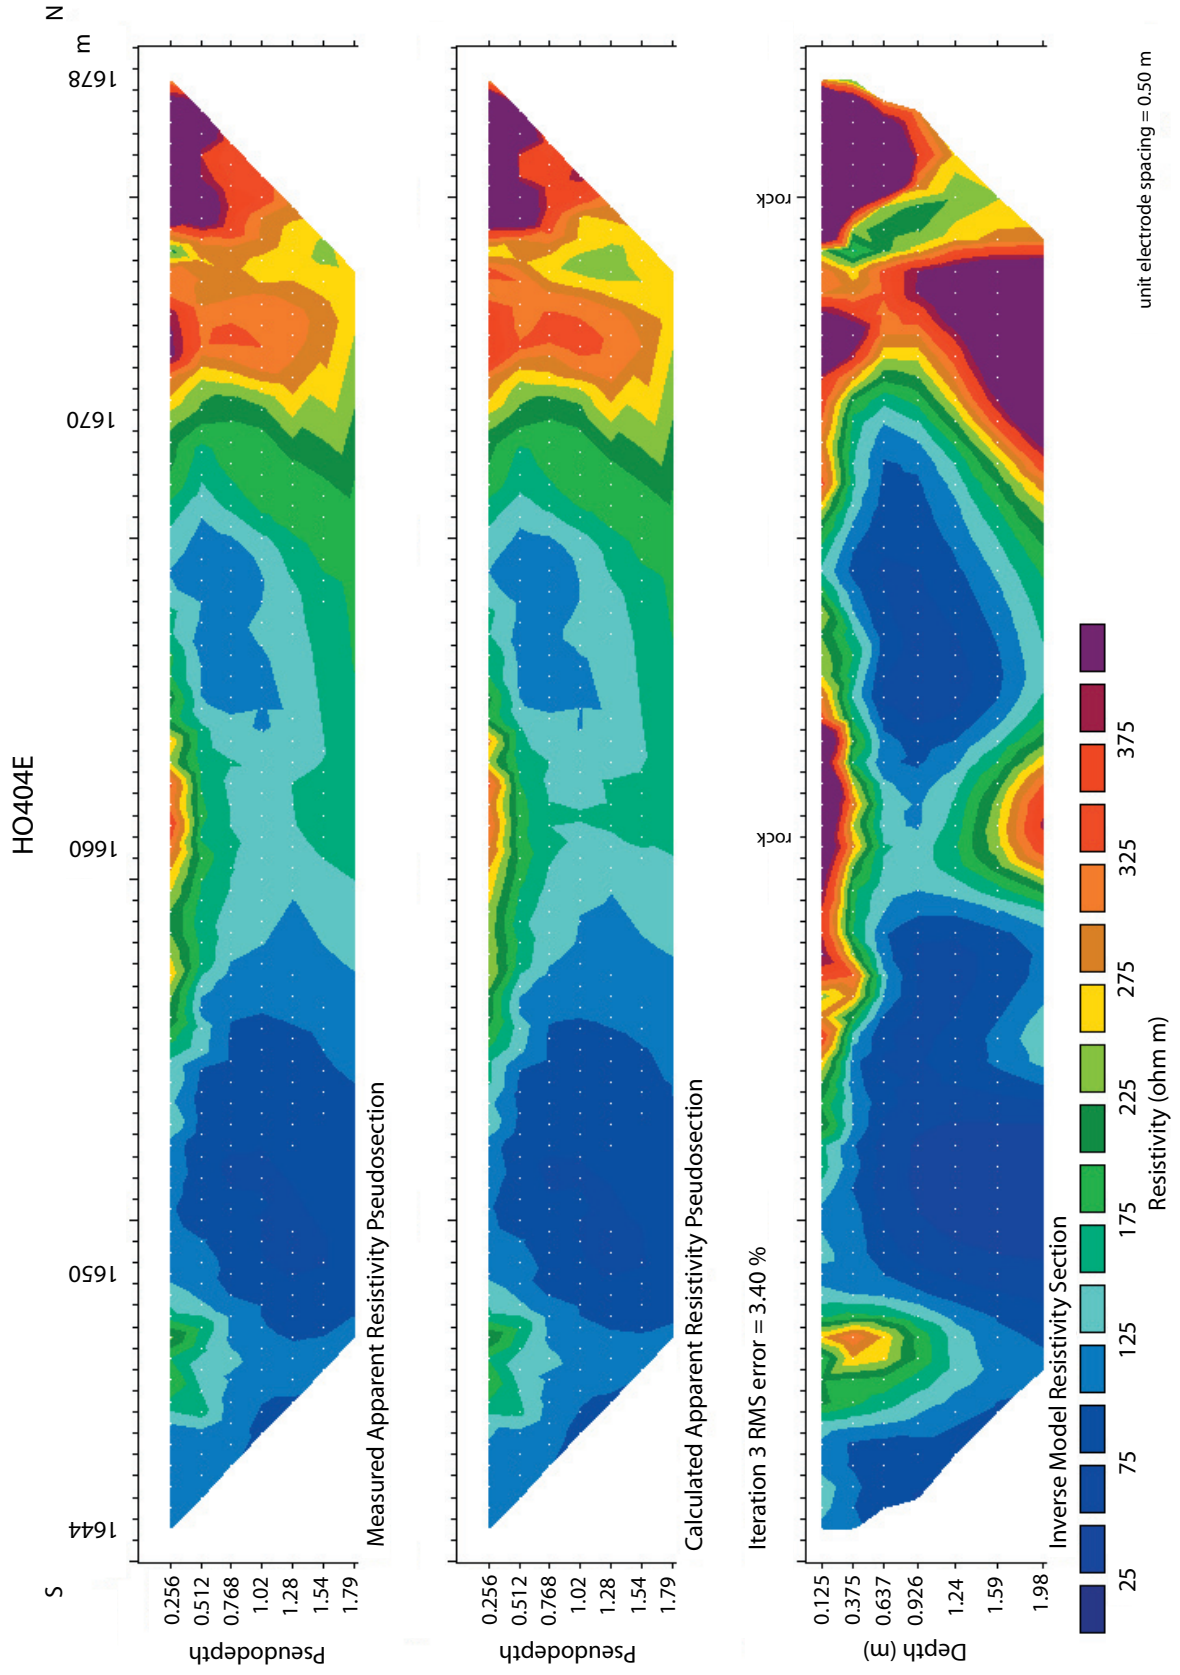 HO404E
S
N
1644
1650
1660
1670
1678
m
Pseudodepth
0.256
0.512
0.768
1.02
1.28
1.54
1.79
Measured Apparent Resistivity Pseudosection
Pseudodepth
0.256
0.512
0.768
1.02
1.28
1.54
1.79
Calculated Apparent Resistivity Pseudosection
Iteration 3 RMS error = 3.40 %
rock
rock
Depth (m)
0.125
0.375
0.637
0.926
1.24
1.59
1.98
Inverse Model Resistivity Section
25
75
125
175
225
275
325
375
Resistivity (ohm m)
unit electrode spacing = 0.50 m